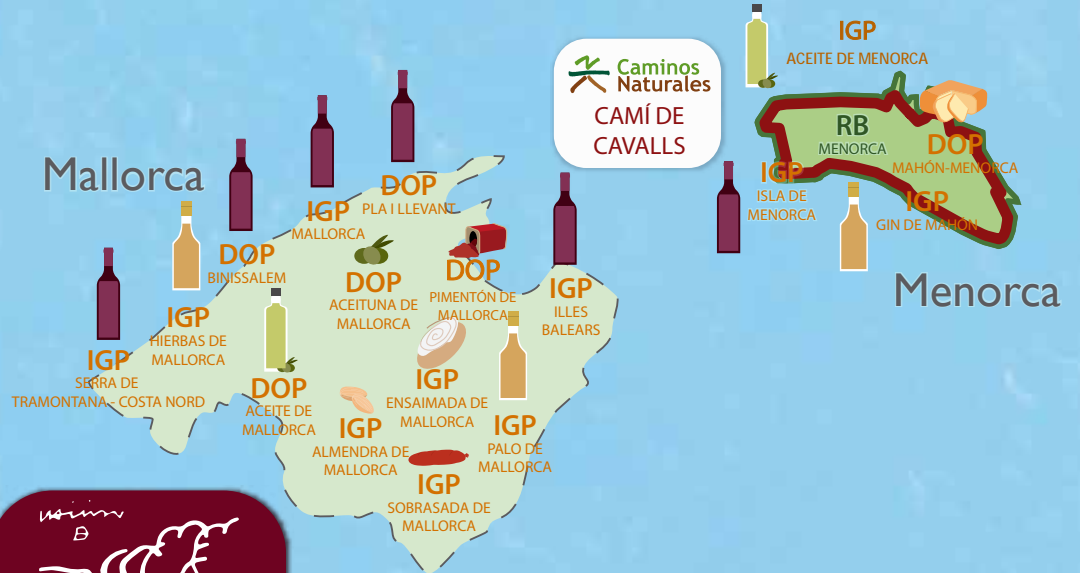 Mallorca
IGP
SERRA DE
TRAMONTANA - COSTA NORD
IGP
HIERBAS DE
MALLORCA
DOP
BINISSALEM
IGP
MALLORCA
DOP
PLA I LLEVANT
DOP
ACEITUNA DE
MALLORCA
DOP
PIMENTÓN DE
MALLORCA
IGP
ILLES
BALEARS
DOP
ACEITE DE
MALLORCA
IGP
ALMENDRA DE
MALLORCA
IGP
ENSAIMADA DE
MALLORCA
IGP
PALO DE
MALLORCA
IGP
SOBRASADA DE
MALLORCA
Caminos
Naturales
CAMÍ DE
CAVALLS
IGP
ACEITE DE MENORCA
RB
MENORCA
DOP
MAHÓN-MENORCA
IGP
ISLA DE
MENORCA
IGP
GIN DE MAHÓN
Menorca